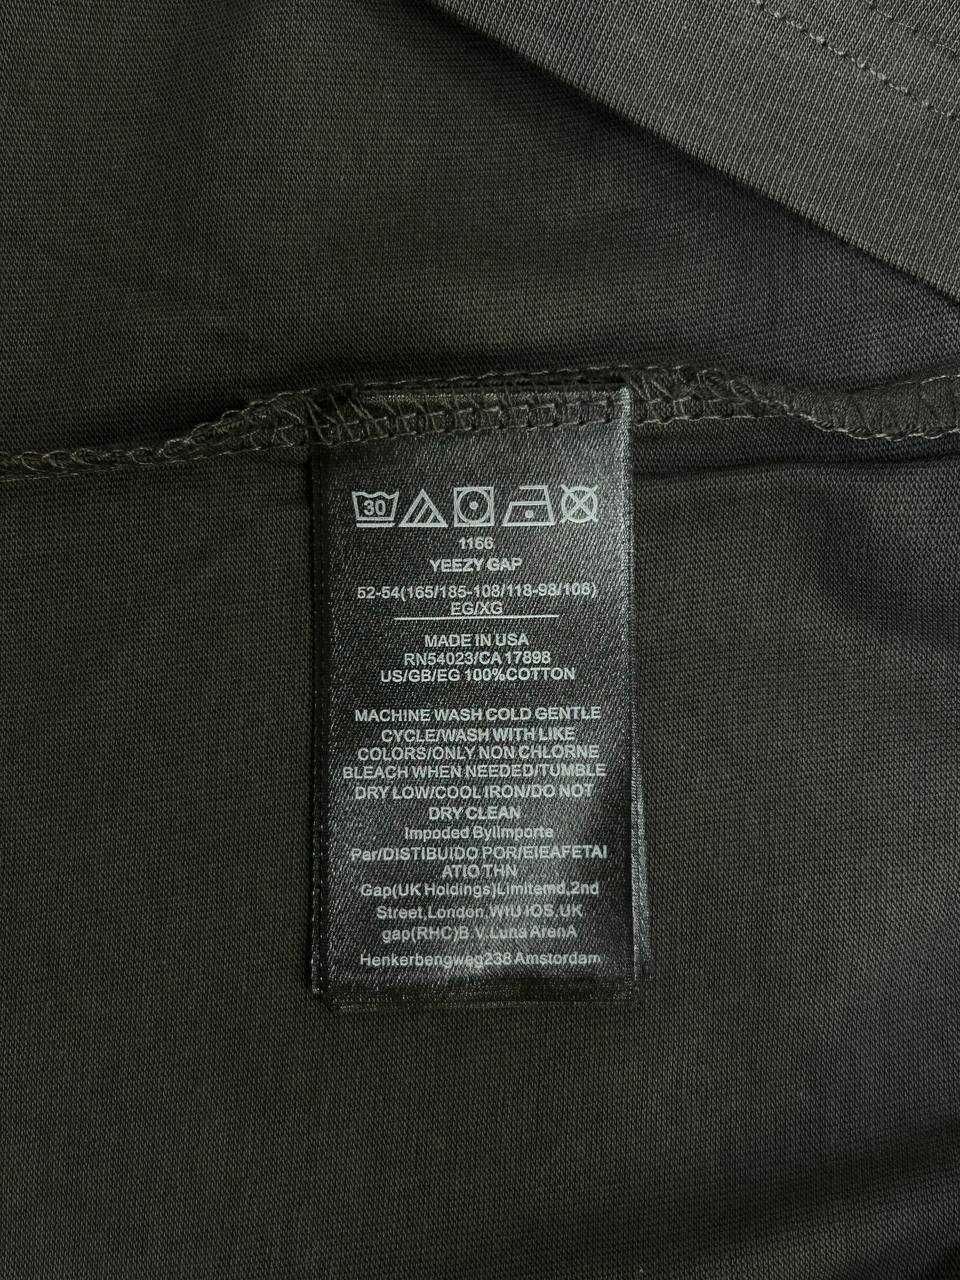 30
1166
YEEZY GAP
52-54(165/185-108/118-98/108)
EG/XG
MADE IN USA
RN54023/CA 17898
US/GB/EG 100%COTTON
MACHINE WASH COLD GENTLE
CYCLE/WASH WITH LIKE
COLORS/ONLY NON CHLORNE
BLEACH WHEN NEEDED/TUMBLE
DRY LOW/COOL IRON/DO NOT
DRY CLEAN
Impoded ByIImporte
Par/DISTIBUIDO POR/EIEAFETAI
ATIO THN
Gap(UK Holdings)Limitemd,2nd
Street,London,WIU IOS,UK
gap(RHC)B.V.Luna ArenA
Henkerbengweg238 Amstordam